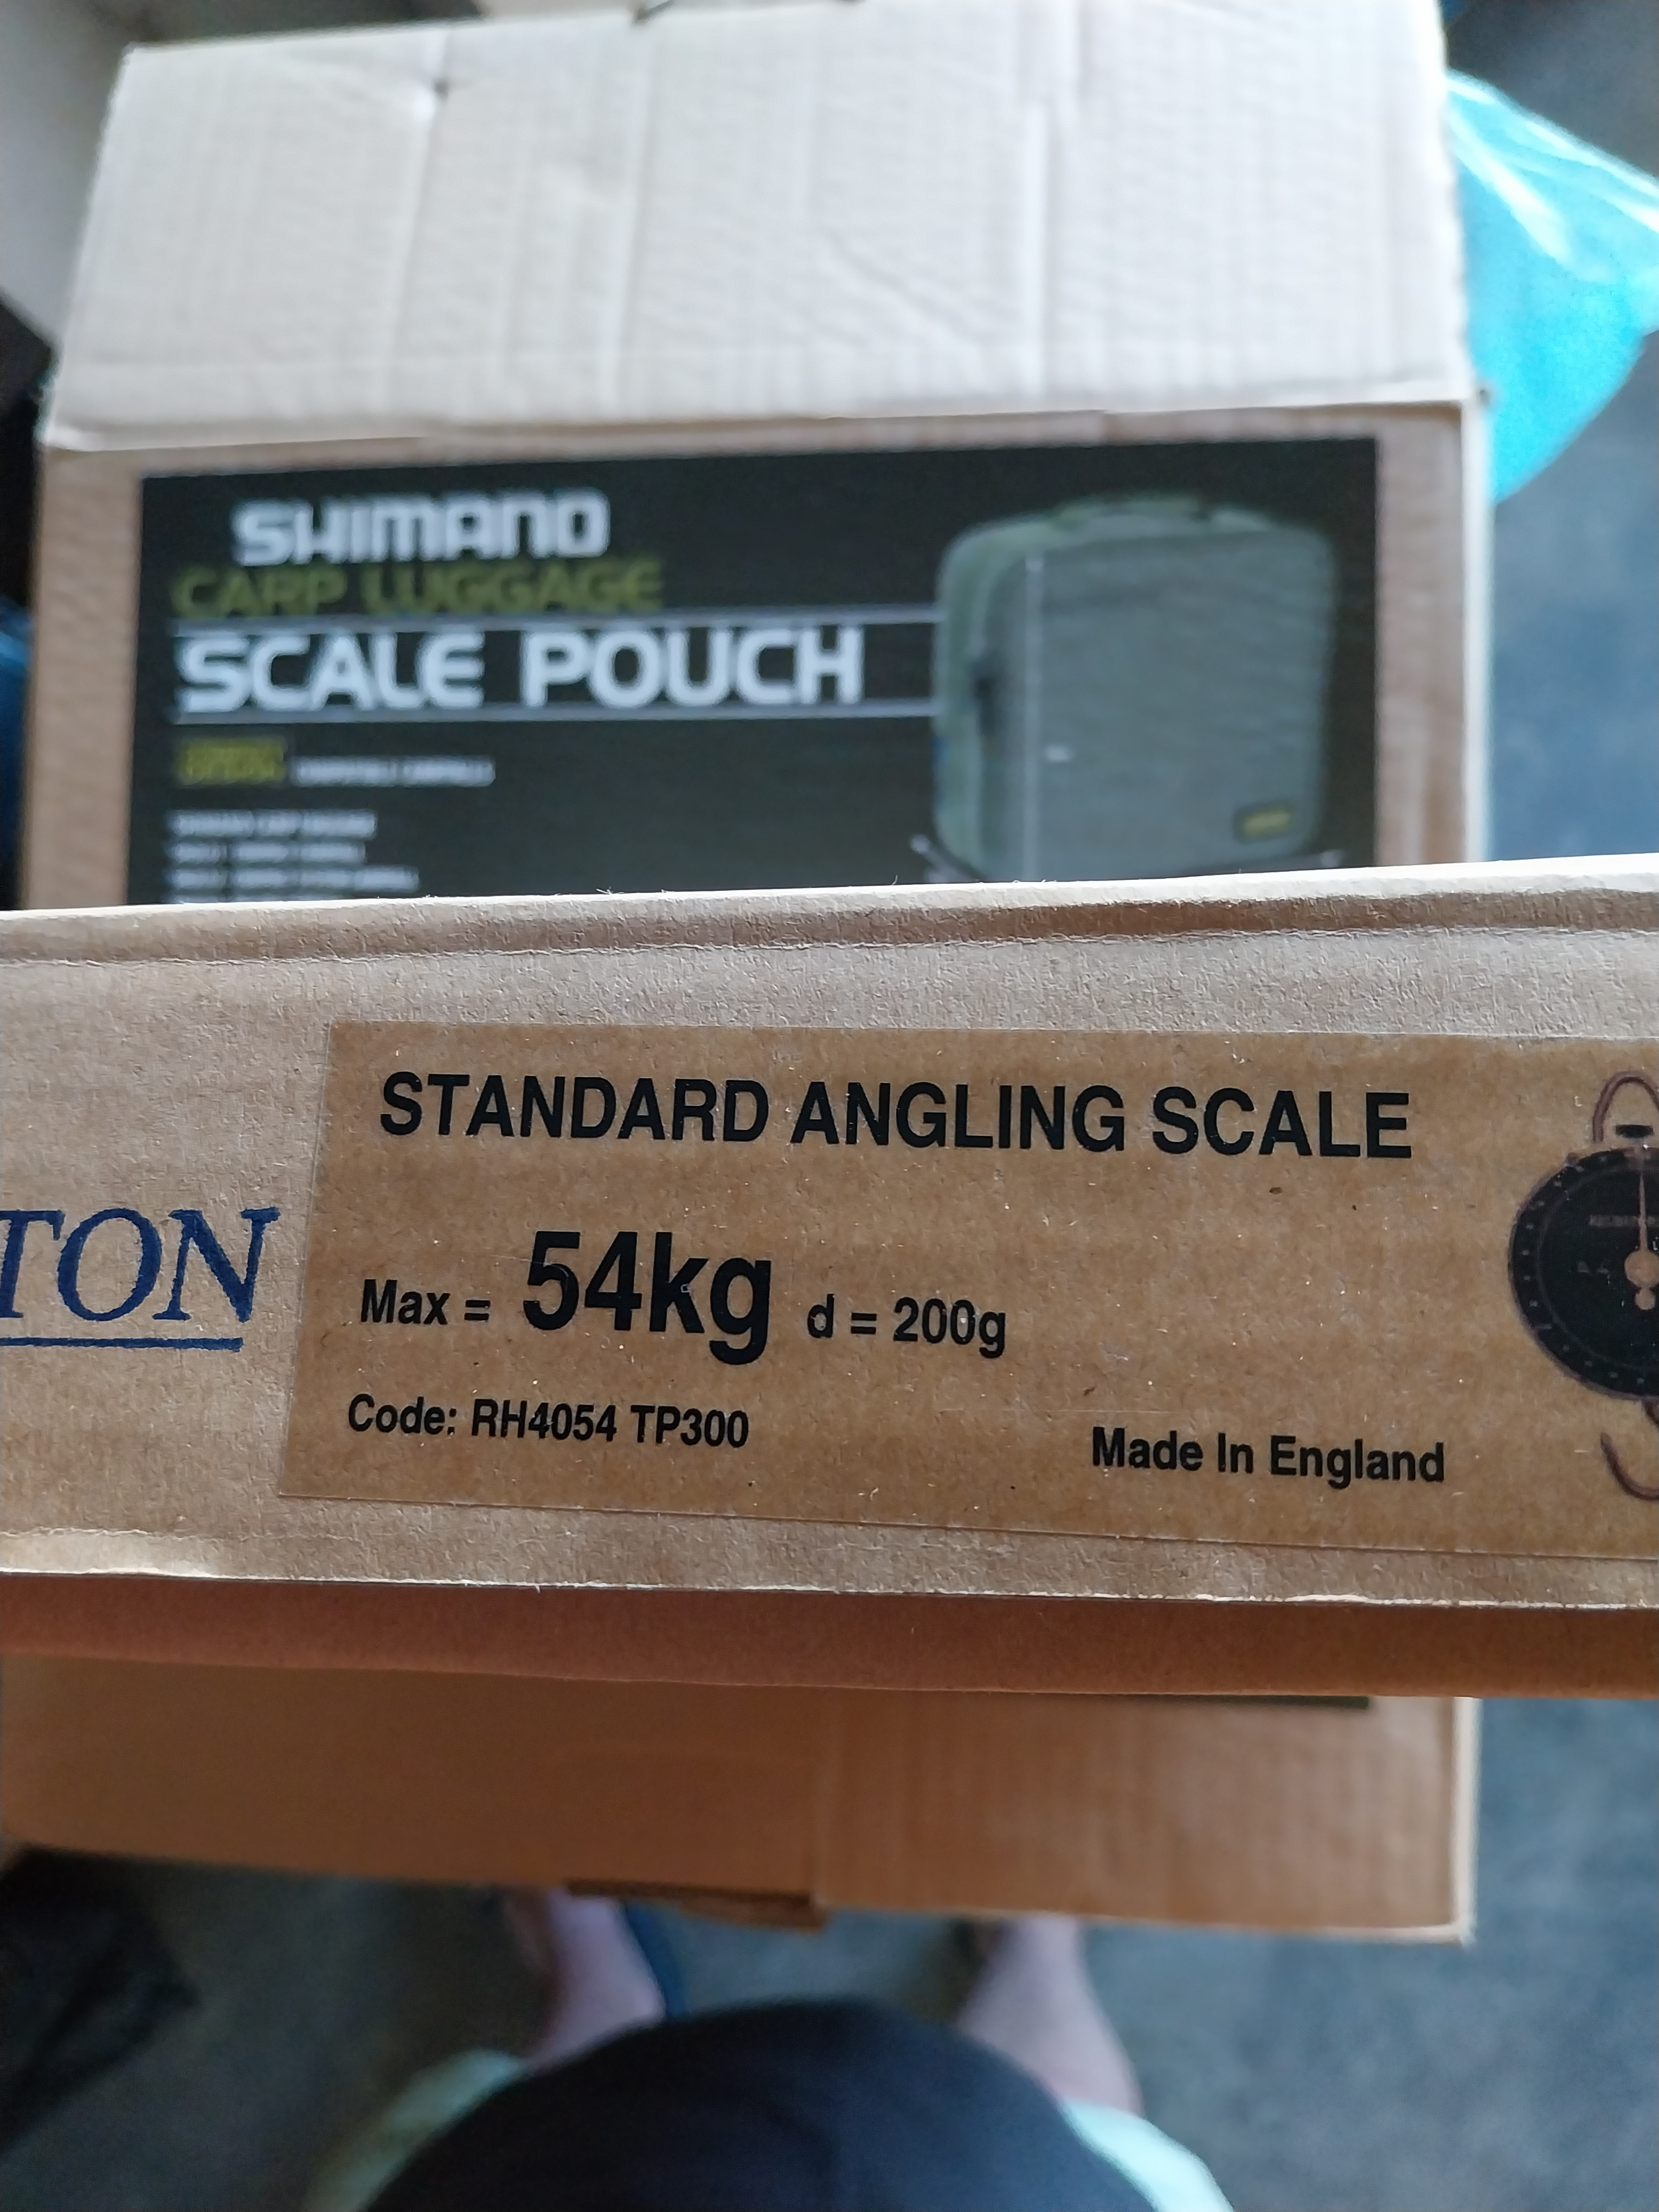 SHIMANO
CARP LUGGAGE
SCALE POUCH
STANDARD ANGLING SCALE
TON
Max = 54kg d = 200g
Code: RH4054 TP300
Made In England